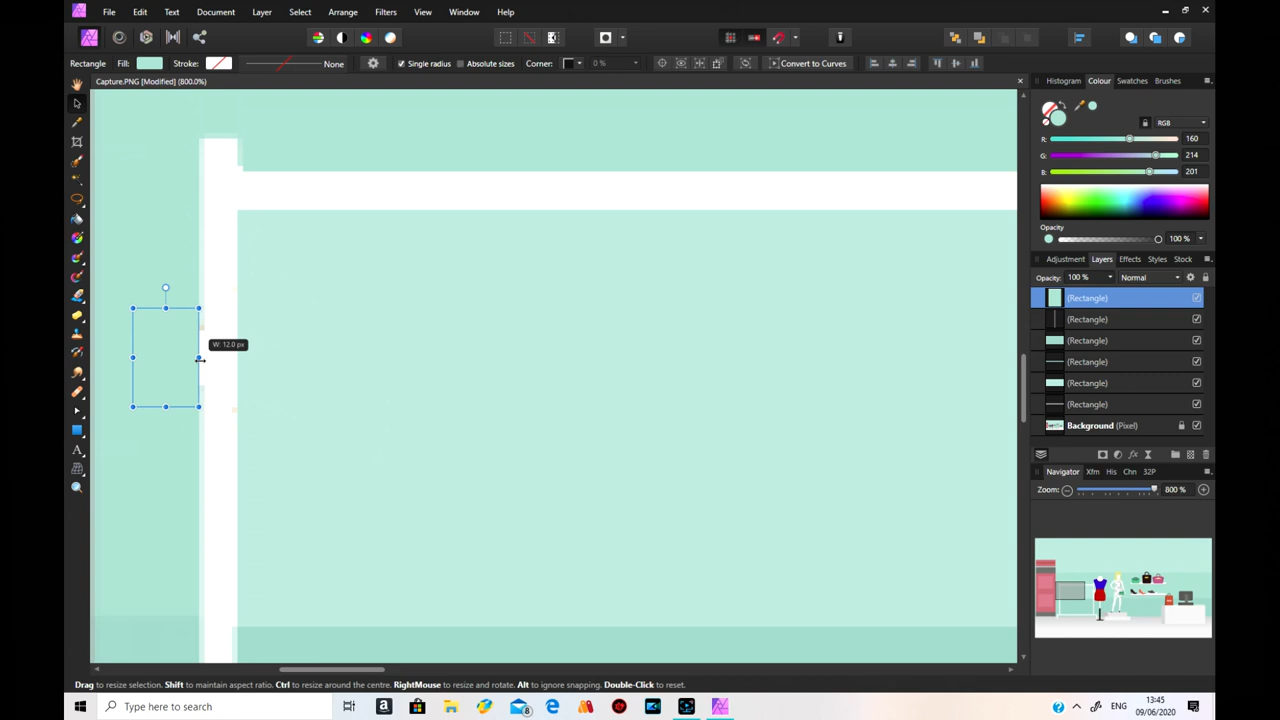 File Edit Text Document Layer Select Arrange Filters View Window Help
Rectangle Fill: Stroke: None Single radius Absolute sizes Corner: 0 % Convert to Curves
Capture.PNG [Modified] (800.0%)
Histogram Colour Swatches Brushes
RGB
R: 160
G: 214
B: 201
Opacity
100 %
Adjustment Layers Effects Styles Stock
Opacity: 100 % Normal
(Rectangle)
(Rectangle)
(Rectangle)
(Rectangle)
(Rectangle)
(Rectangle)
Background (Pixel)
W: 12.0 px
Navigator Xfm His Chn 32P
Zoom: 800 %
Drag to resize selection. Shift to maintain aspect ratio. Ctrl to resize around the centre. RightMouse to resize and rotate. Alt to ignore snapping. Double-Click to reset.
Type here to search
8
ENG
13:45
09/06/2020